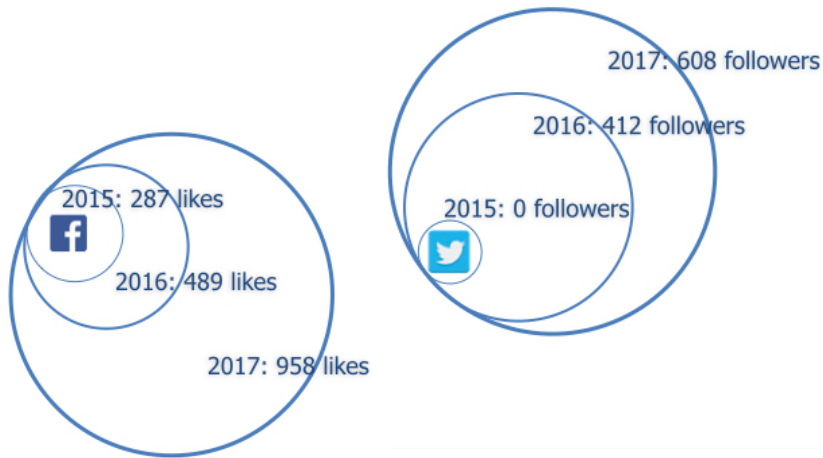 2015: 287 likes
2016: 489 likes
2017: 958 likes
2017: 608 followers
2016: 412 followers
2015: 0 followers